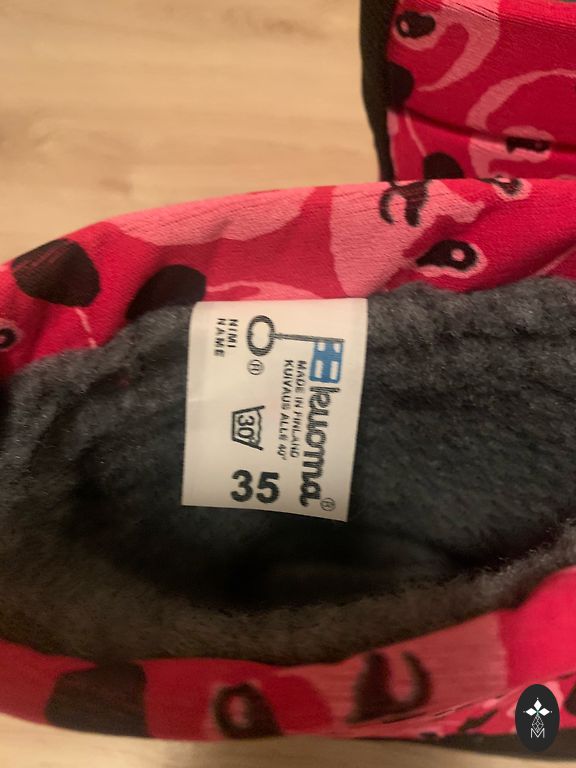 NIMI
NAME
®
kuoma®
MADE IN FINLAND
KUIVAUS ALLE 40°
30°
35
M